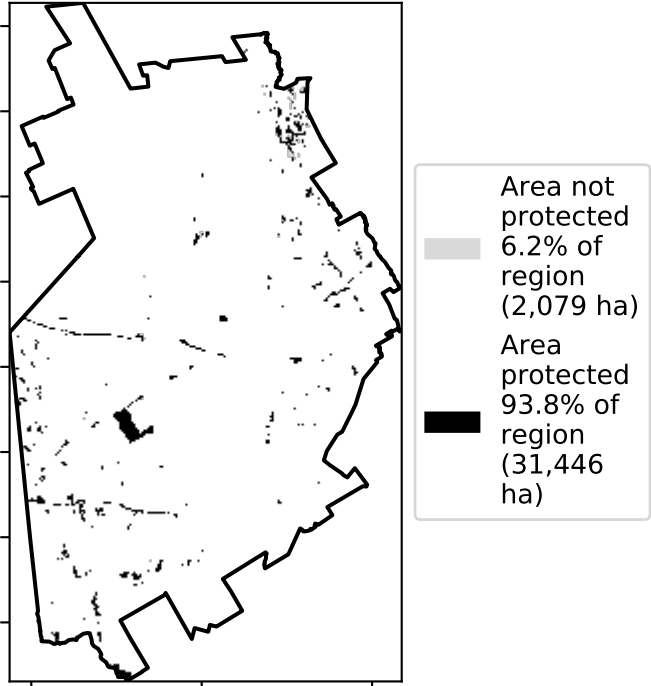 Area not
protected
6.2% of
region
(2,079 ha)
Area
protected
93.8% of
region
(31,446
ha)